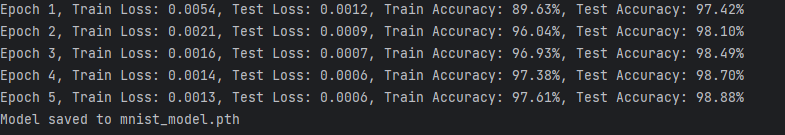 Epoch 1, Train Loss: 0.0054, Test Loss: 0.0012, Train Accuracy: 89.63%, Test Accuracy: 97.42%
Epoch 2, Train Loss: 0.0021, Test Loss: 0.0009, Train Accuracy: 96.04%, Test Accuracy: 98.10%
Epoch 3, Train Loss: 0.0016, Test Loss: 0.0007, Train Accuracy: 96.93%, Test Accuracy: 98.49%
Epoch 4, Train Loss: 0.0014, Test Loss: 0.0006, Train Accuracy: 97.38%, Test Accuracy: 98.70%
Epoch 5, Train Loss: 0.0013, Test Loss: 0.0006, Train Accuracy: 97.61%, Test Accuracy: 98.88%
Model saved to mnist_model.pth